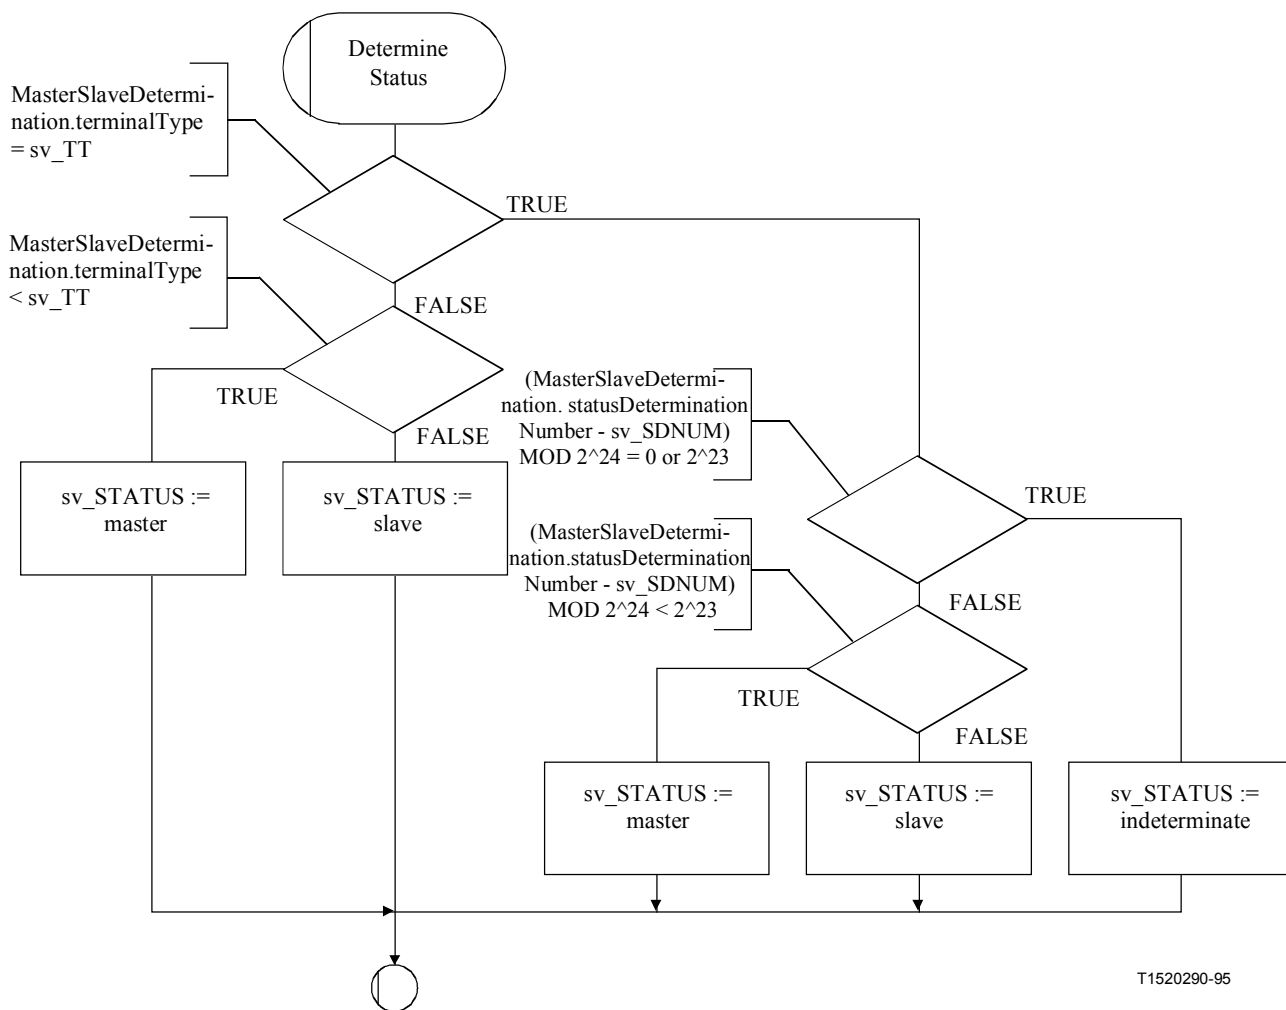 Determine
Status
MasterSlaveDetermi-
nation.terminalType
= sv_TT
TRUE
MasterSlaveDetermi-
nation.terminalType
< sv_TT
FALSE
TRUE
FALSE
(MasterSlaveDetermi-
nation. statusDetermination
Number - sv_SDNUM)
MOD 2^24 = 0 or 2^23
TRUE
sv_STATUS :=
master
sv_STATUS :=
slave
(MasterSlaveDetermi-
nation.statusDetermination
Number - sv_SDNUM)
MOD 2^24 < 2^23
FALSE
TRUE
FALSE
sv_STATUS :=
master
sv_STATUS :=
slave
sv_STATUS :=
indeterminate
T1520290-95